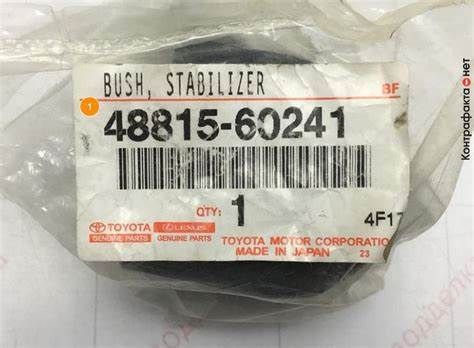 BUSH, STABILIZER
BF
1
48815-60241
QTY: 1
4F17
TOYOTA
GENUINE PARTS
LEXUS
GENUINE PARTS
TOYOTA MOTOR CORPORATION
MADE IN JAPAN
23
Контрафакта нет